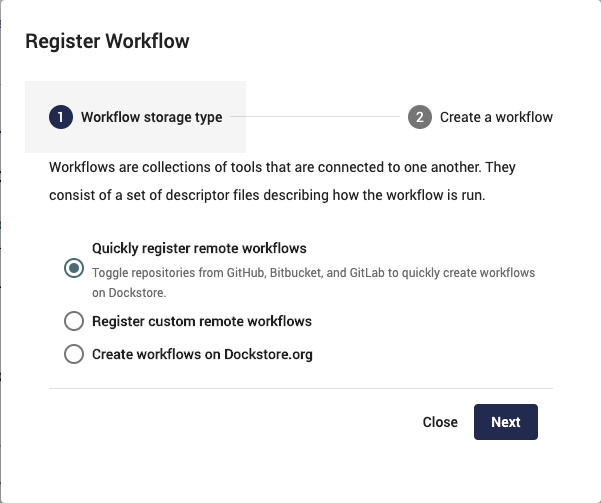 Register Workflow
1 Workflow storage type
2 Create a workflow
Workflows are collections of tools that are connected to one another. They
consist of a set of descriptor files describing how the workflow is run.
Quickly register remote workflows
Toggle repositories from GitHub, Bitbucket, and GitLab to quickly create workflows
on Dockstore.
Register custom remote workflows
Create workflows on Dockstore.org
Close Next